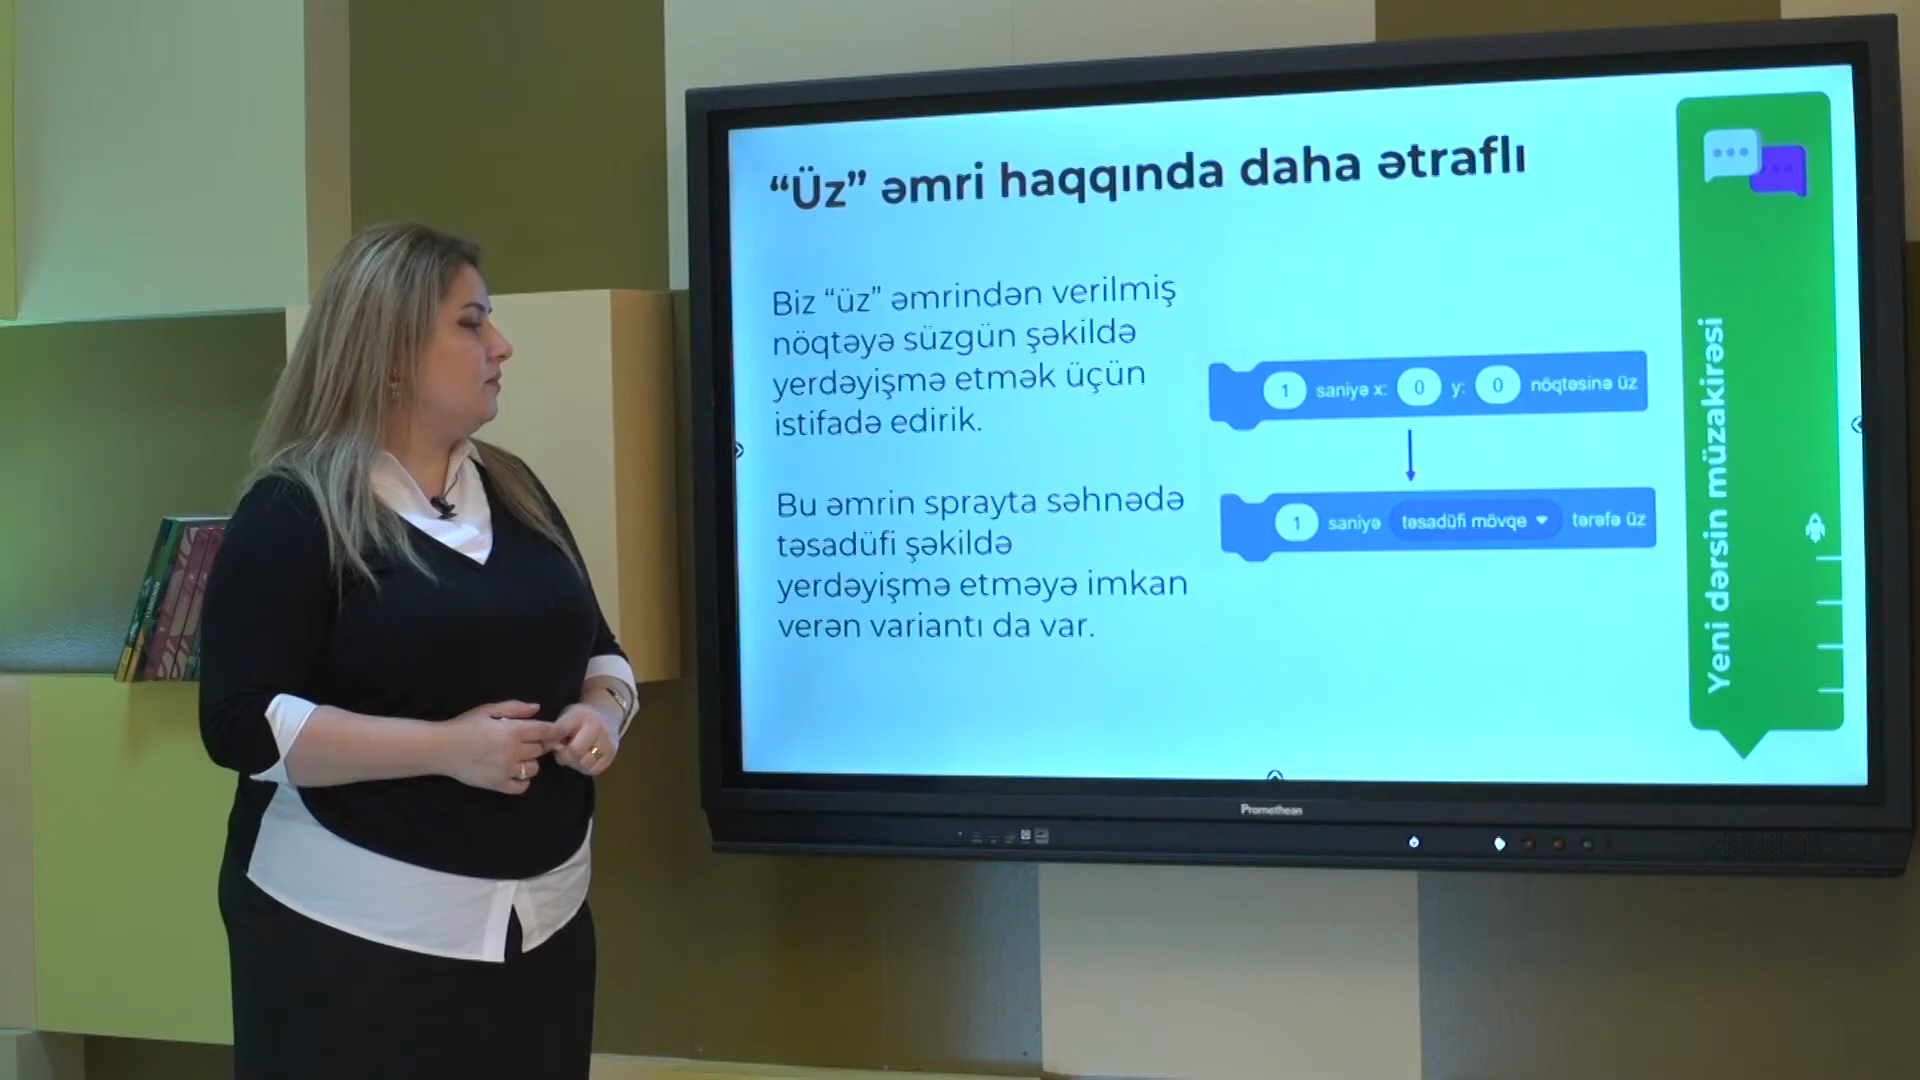 “Üz” əmri haqqında daha ətraflı
Biz “üz” əmrindən verilmiş
nöqtəyə süzgün şəkildə
yerdəyişmə etmək üçün
istifadə edirik.
Bu əmrin sprayta səhnədə
təsadüfi şəkildə
yerdəyişmə etməyə imkan
verən variantı da var.
1 saniyə x: 0 y: 0 nöqtəsinə üz
1 saniyə təsadüfi mövqe tərəfə üz
Yeni dərsin müzakirəsi
Promethean